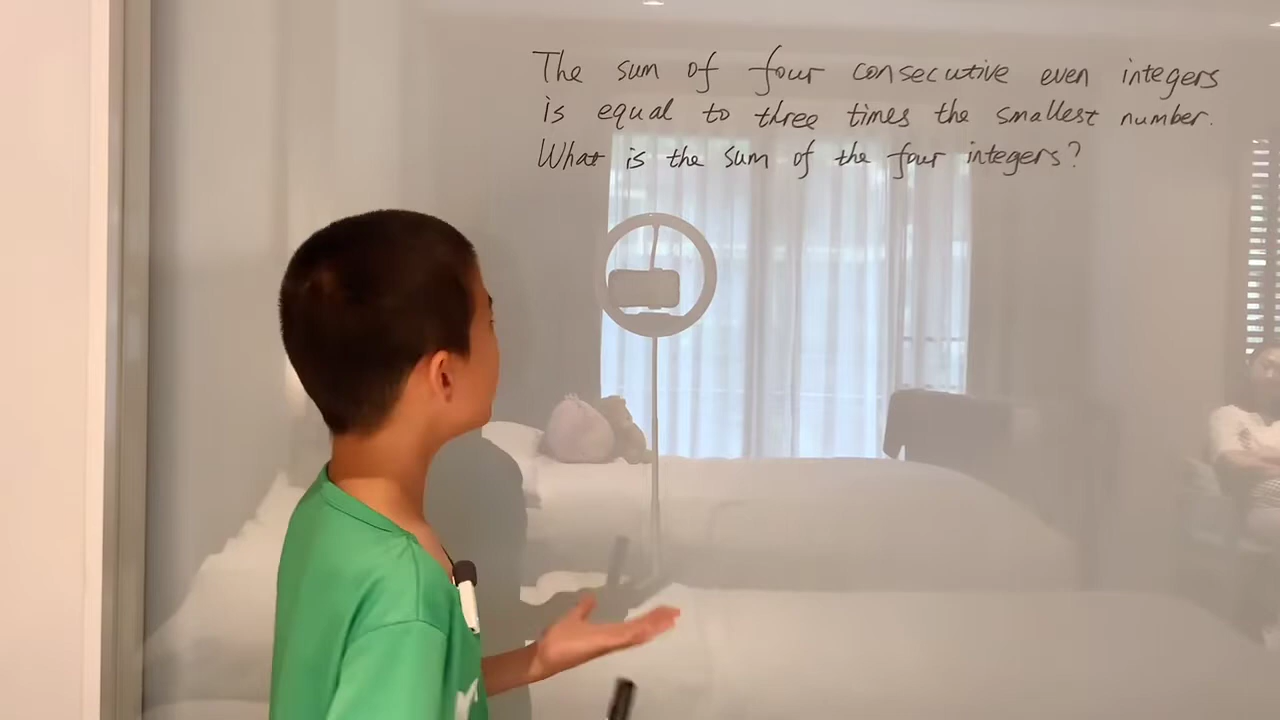 The sum of four consecutive even integers
is equal to three times the smallest number.
What is the sum of the four integers?